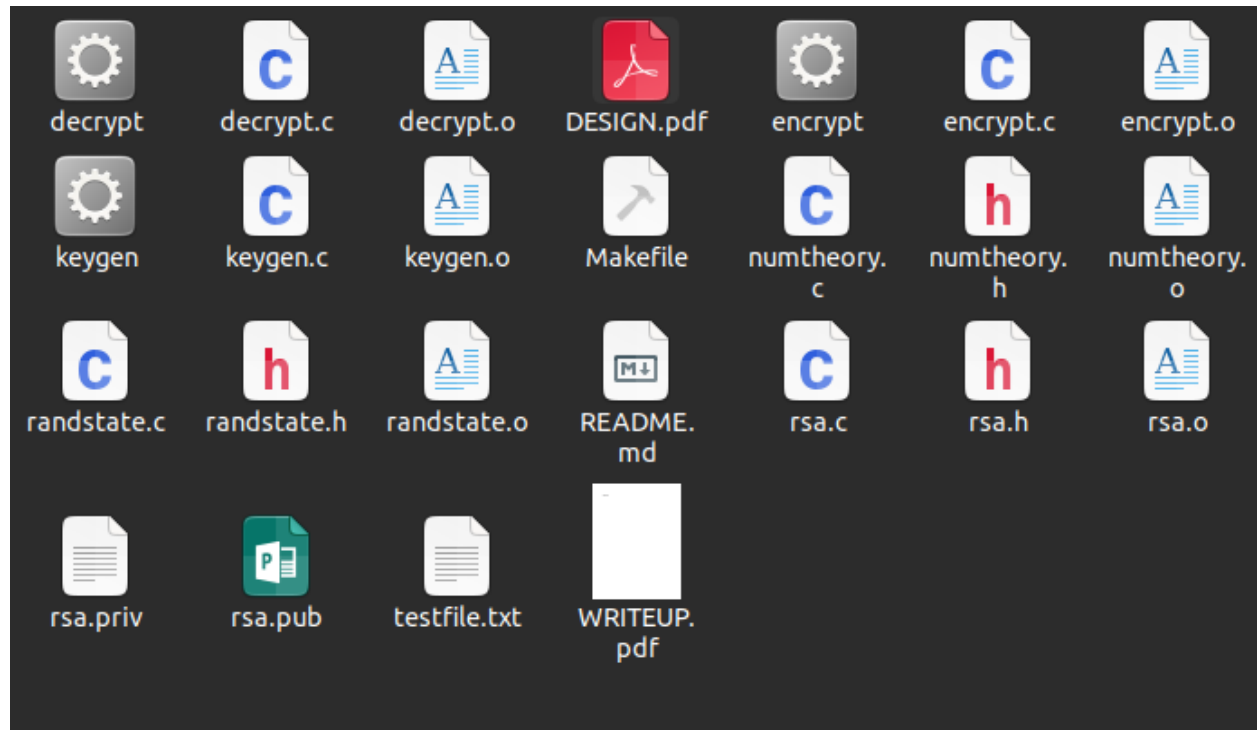 decrypt decrypt.c decrypt.o DESIGN.pdf encrypt encrypt.c encrypt.o
keygen keygen.c keygen.o Makefile numtheory. numtheory. numtheory.
c h o
randstate.c randstate.h randstate.o README. rsa.c rsa.h rsa.o
md
rsa.priv rsa.pub testfile.txt WRITEUP.
pdf